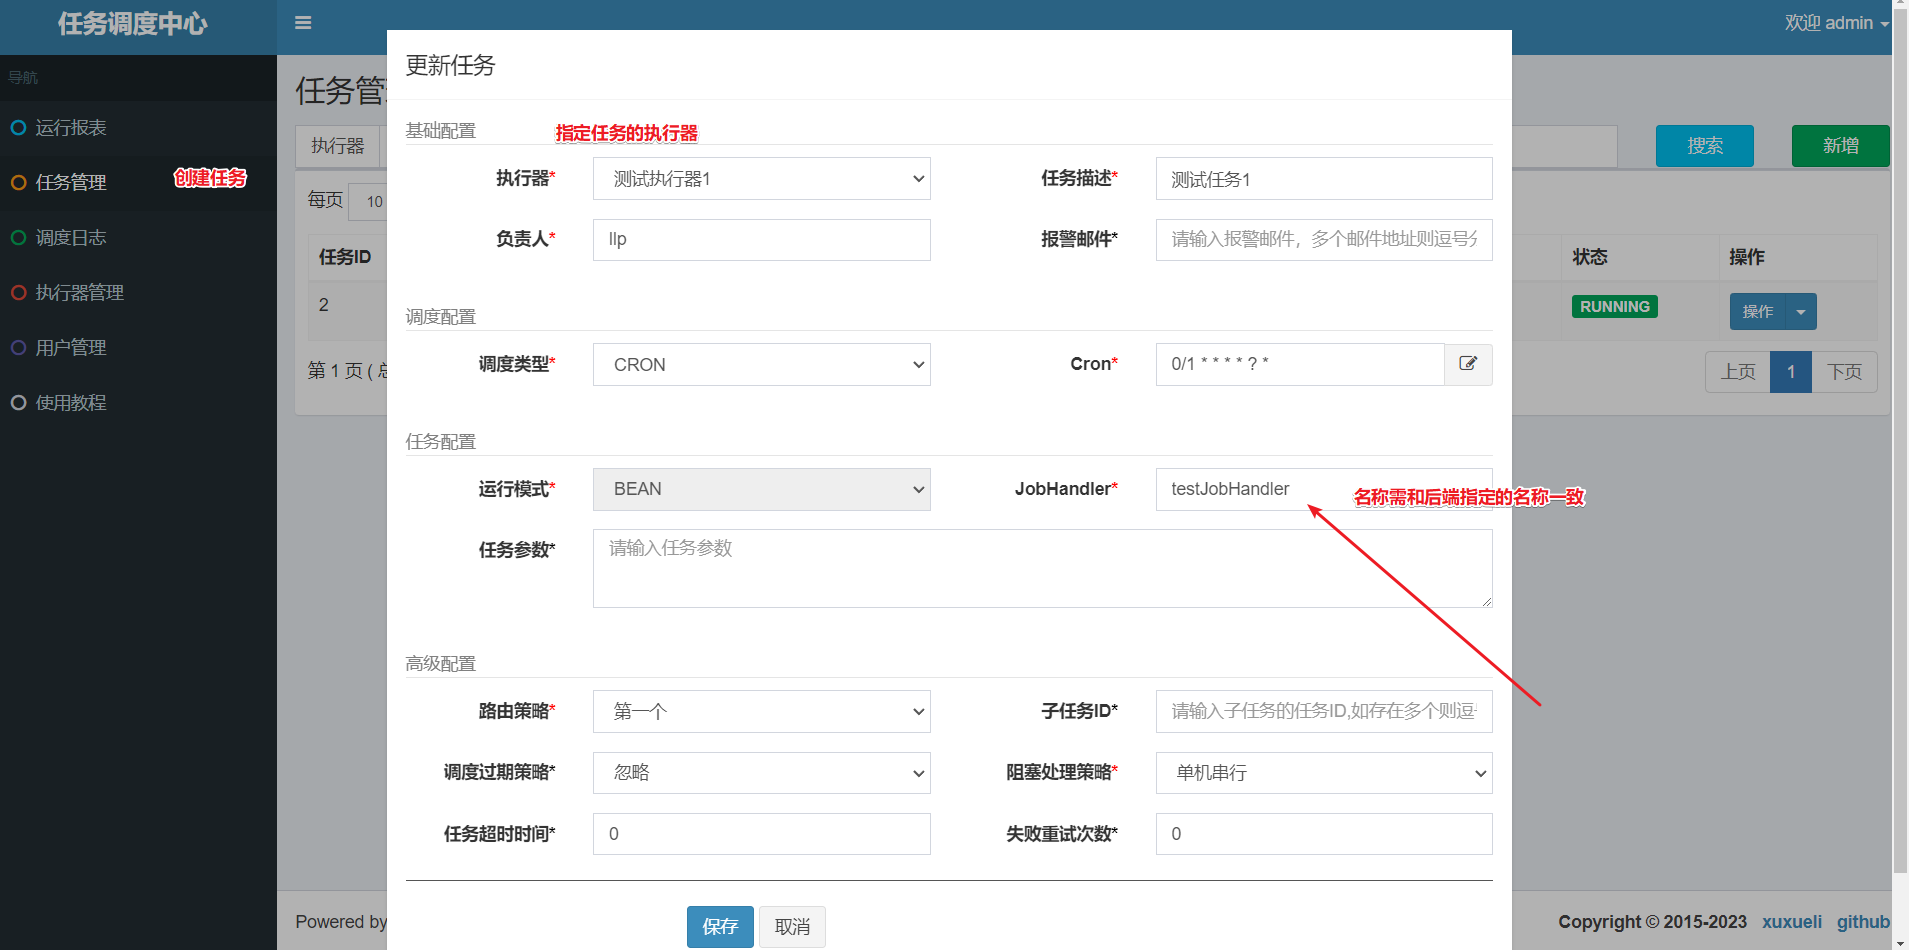 任务调度中心
欢迎 admin
导航
运行报表
任务管理
创建任务
调度日志
执行器管理
用户管理
使用教程
任务管
执行器
搜索
新增
每页 10
任务ID
状态
操作
2
RUNNING
操作
第 1 页 ( 总
上页 1 下页
更新任务
基础配置
指定任务的执行器
执行器* 测试执行器1
任务描述* 测试任务1
负责人* llp
报警邮件* 请输入报警邮件，多个邮件地址则逗号分
调度配置
调度类型* CRON
Cron* 0/1 * * * * ? *
任务配置
运行模式* BEAN
JobHandler* testJobHandler
名称需和后端指定的名称一致
任务参数* 请输入任务参数
高级配置
路由策略* 第一个
子任务ID* 请输入子任务的任务ID,如存在多个则逗
调度过期策略* 忽略
阻塞处理策略* 单机串行
任务超时时间* 0
失败重试次数* 0
保存 取消
Powered by
Copyright © 2015-2023 xuxueli github